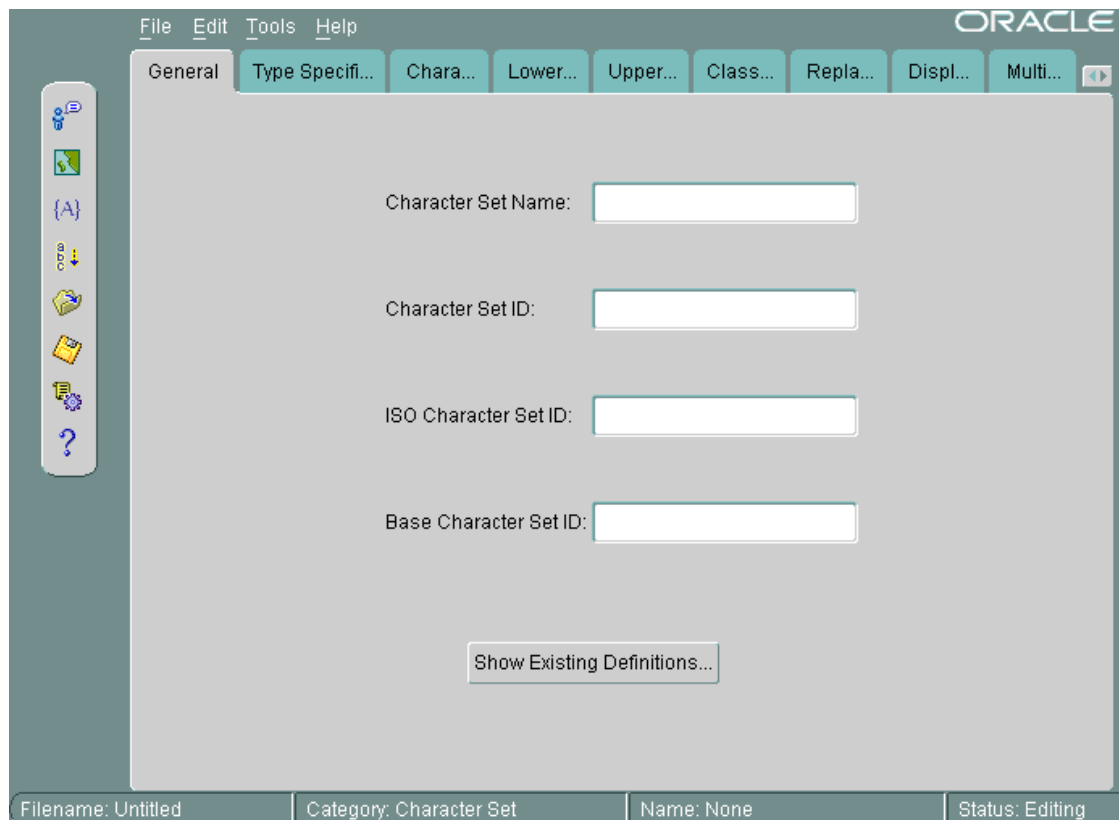 File Edit Tools Help
ORACLE
General Type Specifi... Chara... Lower... Upper... Class... Repla... Displ... Multi...
{A}
a
b
c
?
Character Set Name:
Character Set ID:
ISO Character Set ID:
Base Character Set ID:
Show Existing Definitions...
Filename: Untitled Category: Character Set Name: None Status: Editing